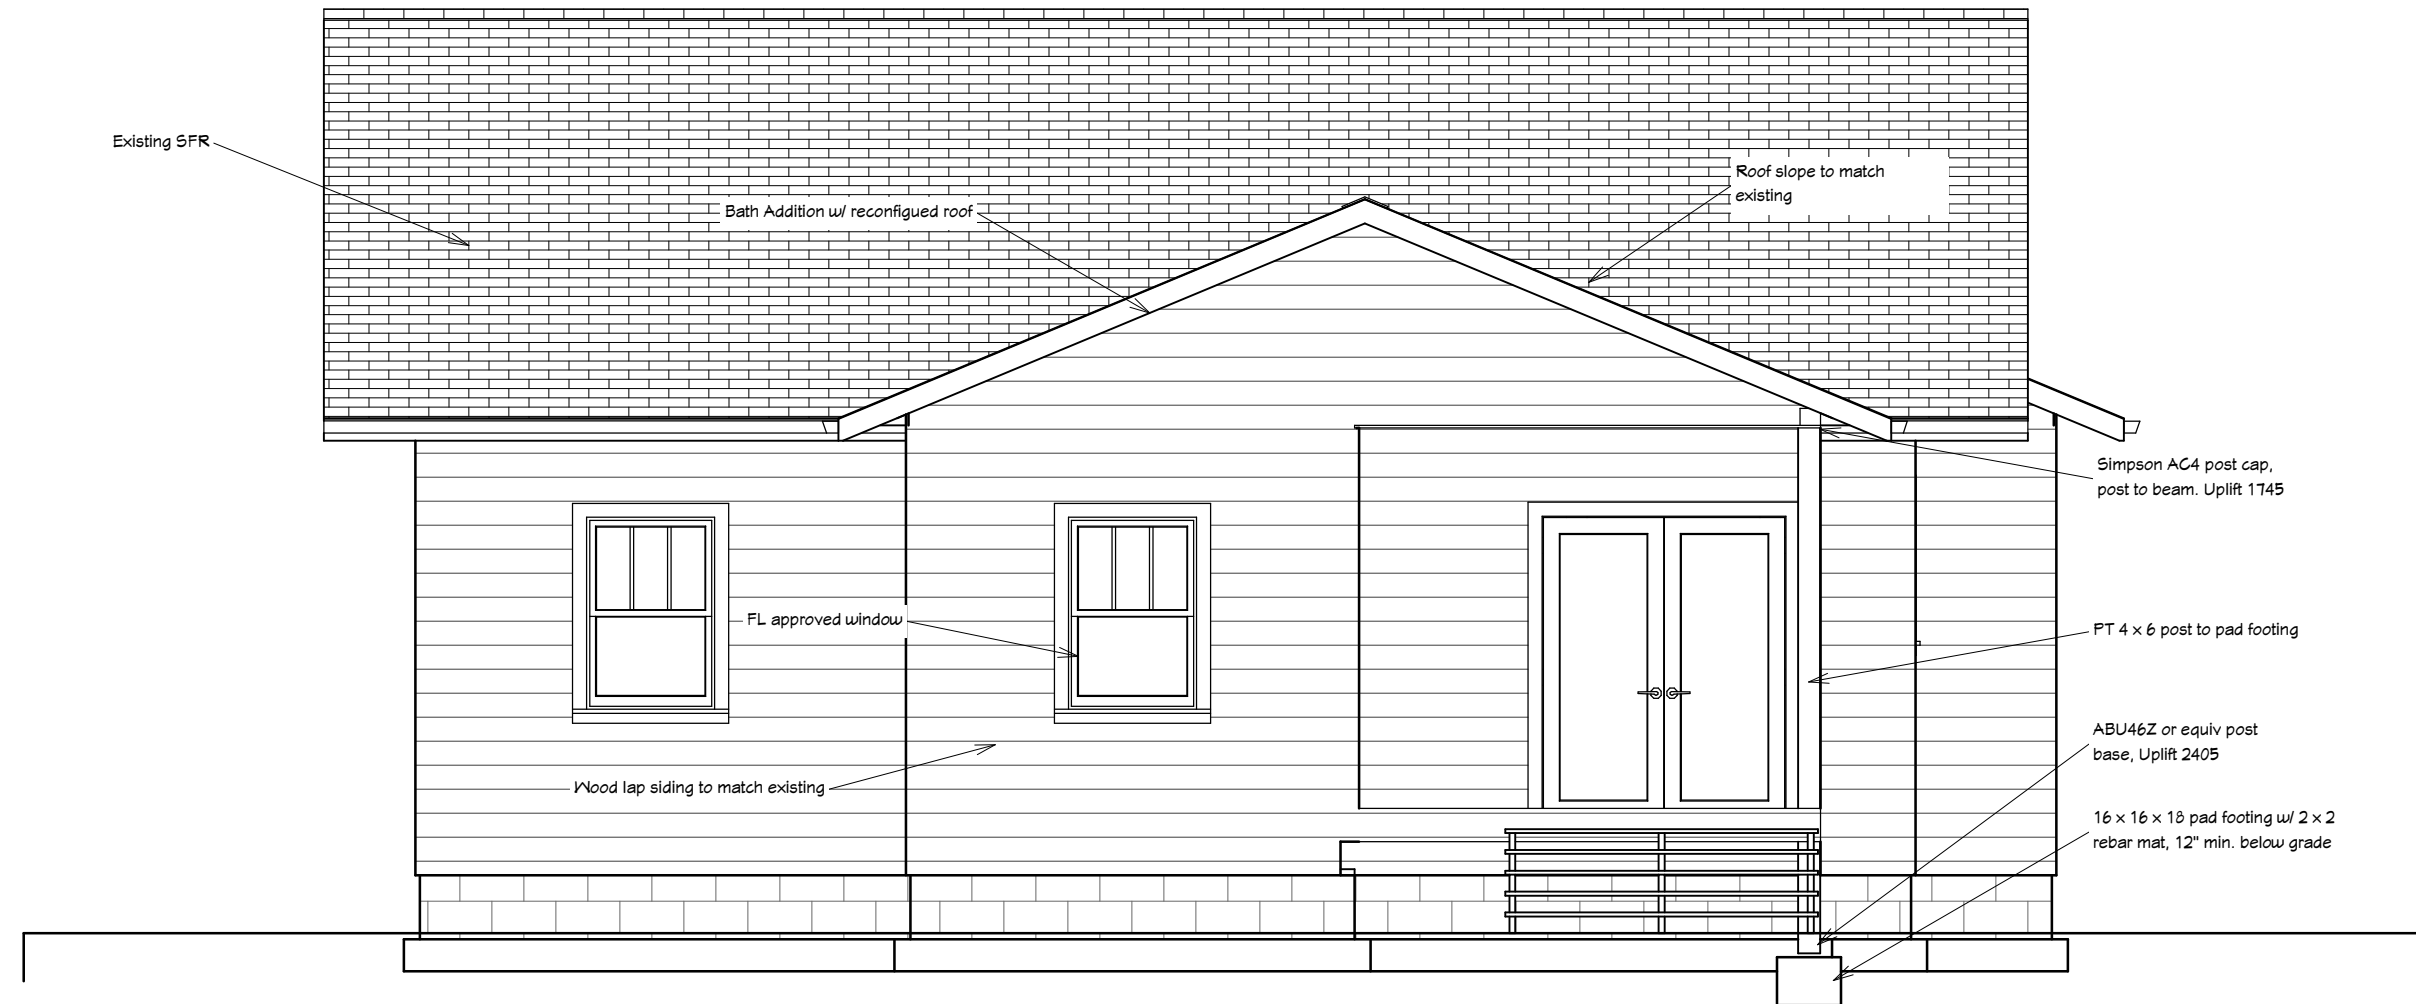 Existing SFR
Bath Addition w/ reconfigued roof
Roof slope to match
existing
Simpson AC4 post cap,
post to beam. Uplift 1745
FL approved window
PT 4 x 6 post to pad footing
ABU46Z or equiv post
base, Uplift 2405
Wood lap siding to match existing
16 x 16 x 18 pad footing w/ 2 x 2
rebar mat, 12" min. below grade